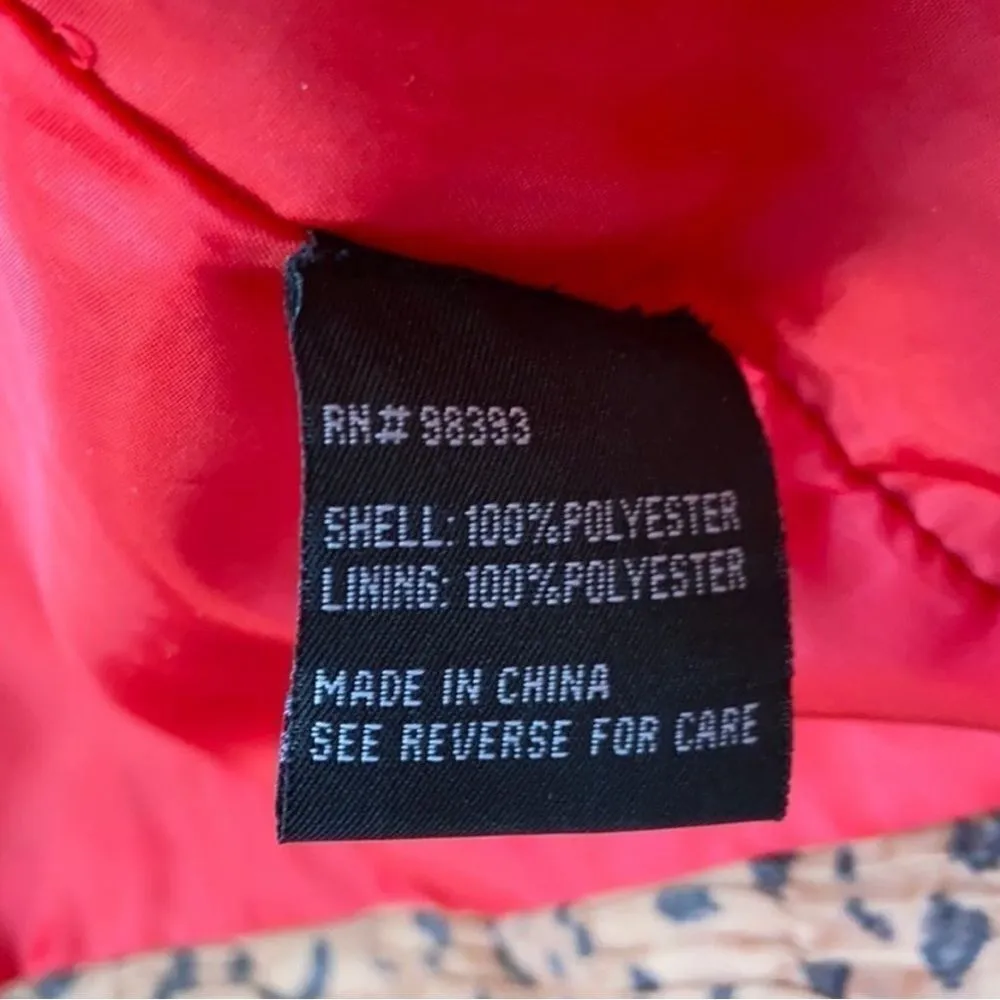 RN# 98393
SHELL: 100%POLYESTER
LINING: 100%POLYESTER
MADE IN CHINA
SEE REVERSE FOR CARE